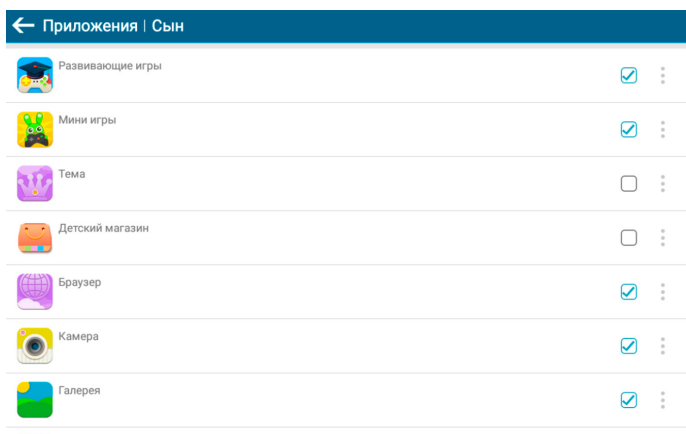 Приложения | Сын
Развивающие игры
Мини игры
Тема
Детский магазин
Браузер
Камера
Галерея